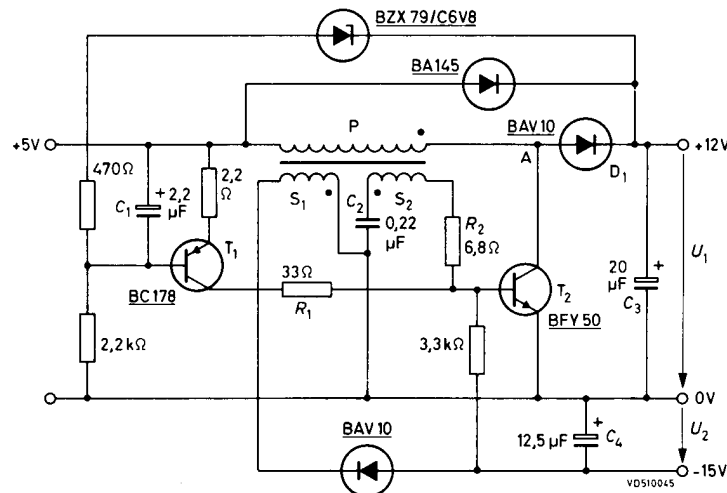 BZX 79/C6V8
BA145
BAV 10
P
+5V
A
D1
+12V
470Ω
2,2
Ω
+ 2,2
μF
C1
S1
C2
S2
0,22
μF
R2
6,8Ω
T1
U1
33Ω
R1
T2
20
μF
+
C3
BC178
BFY 50
2,2kΩ
3,3kΩ
0V
BAV 10
+
12,5μF
C4
U2
-15V
VD510045